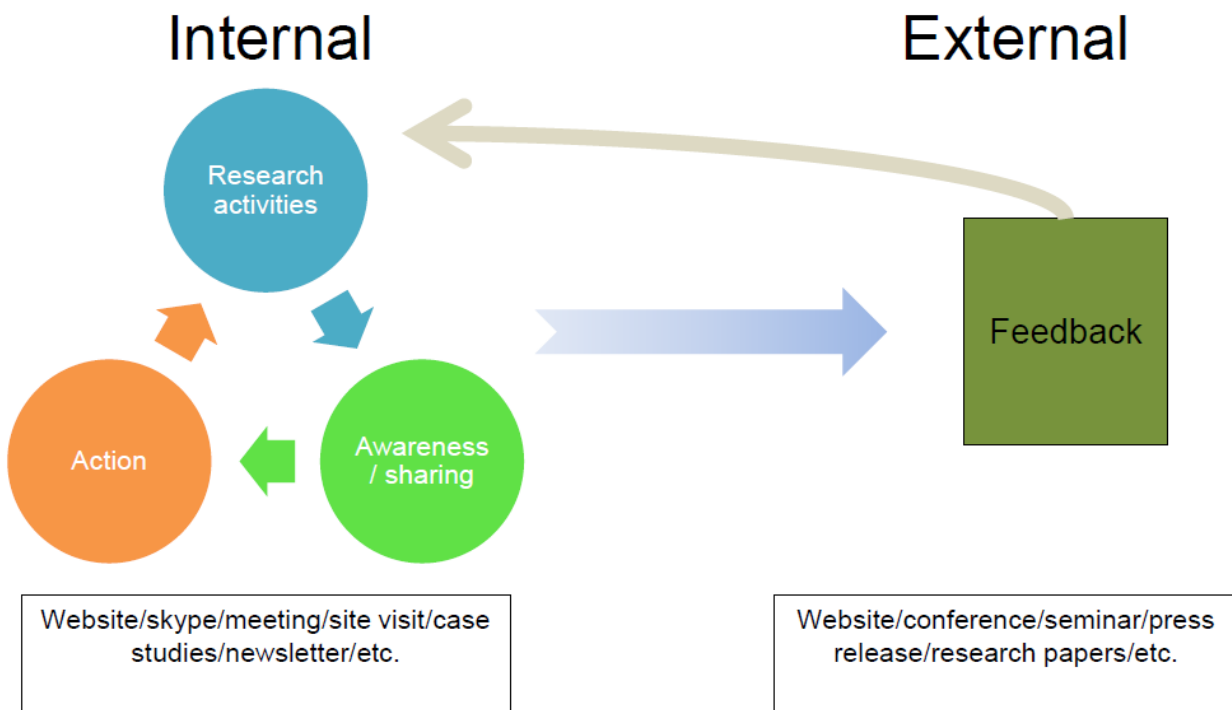 Internal
External
Research
activities
Feedback
Action
Awareness
/ sharing
Website/skype/meeting/site visit/case
studies/newsletter/etc.
Website/conference/seminar/press
release/research papers/etc.